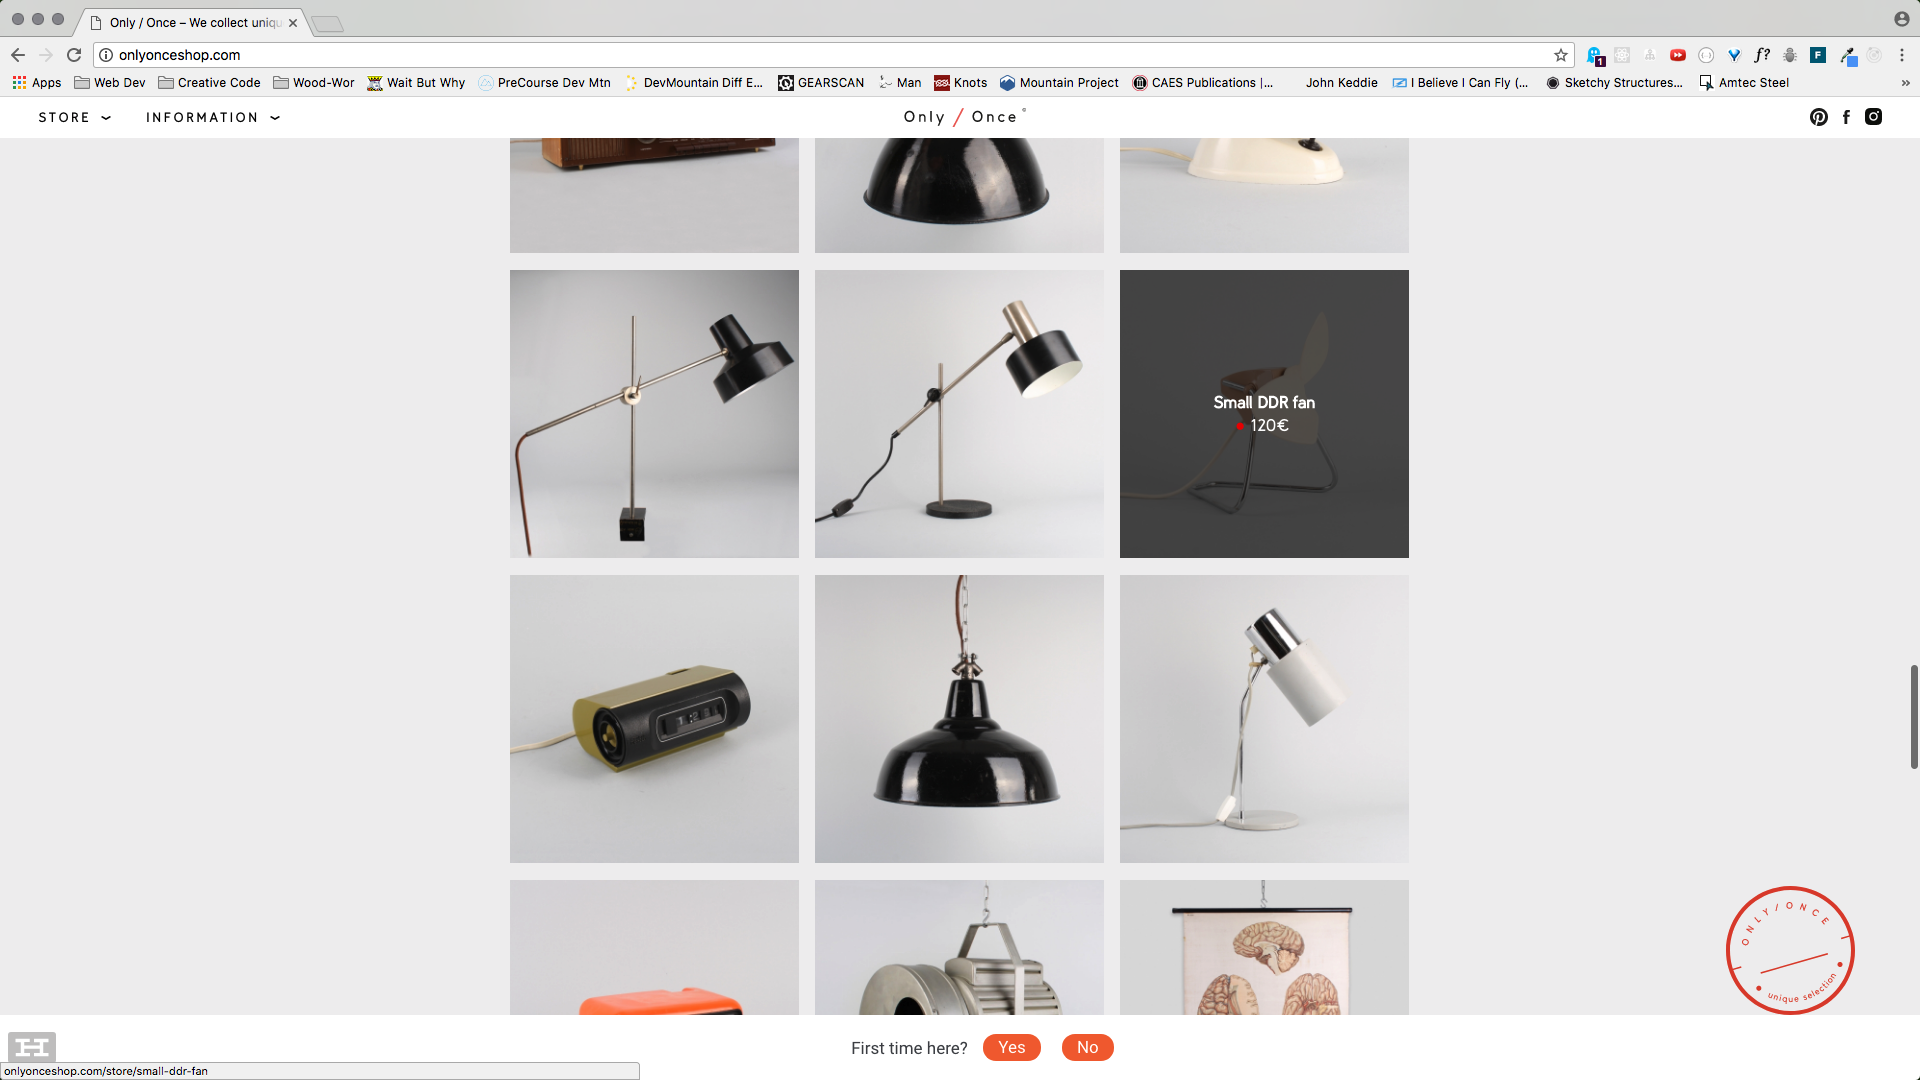 Only / Once – We collect uniqu
onlyonceshop.com
Apps
Web Dev
Creative Code
Wood-Wor
Wait But Why
PreCourse Dev Mtn
DevMountain Diff E...
GEARSCAN
Man
Knots
Mountain Project
CAES Publications |...
John Keddie
I Believe I Can Fly (...
Sketchy Structures...
Amtec Steel
»
STORE
INFORMATION
Only / Once
Small DDR fan
120€
ONLY/ONCE
unique selection
First time here?
Yes
No
onlyonceshop.com/store/small-ddr-fan